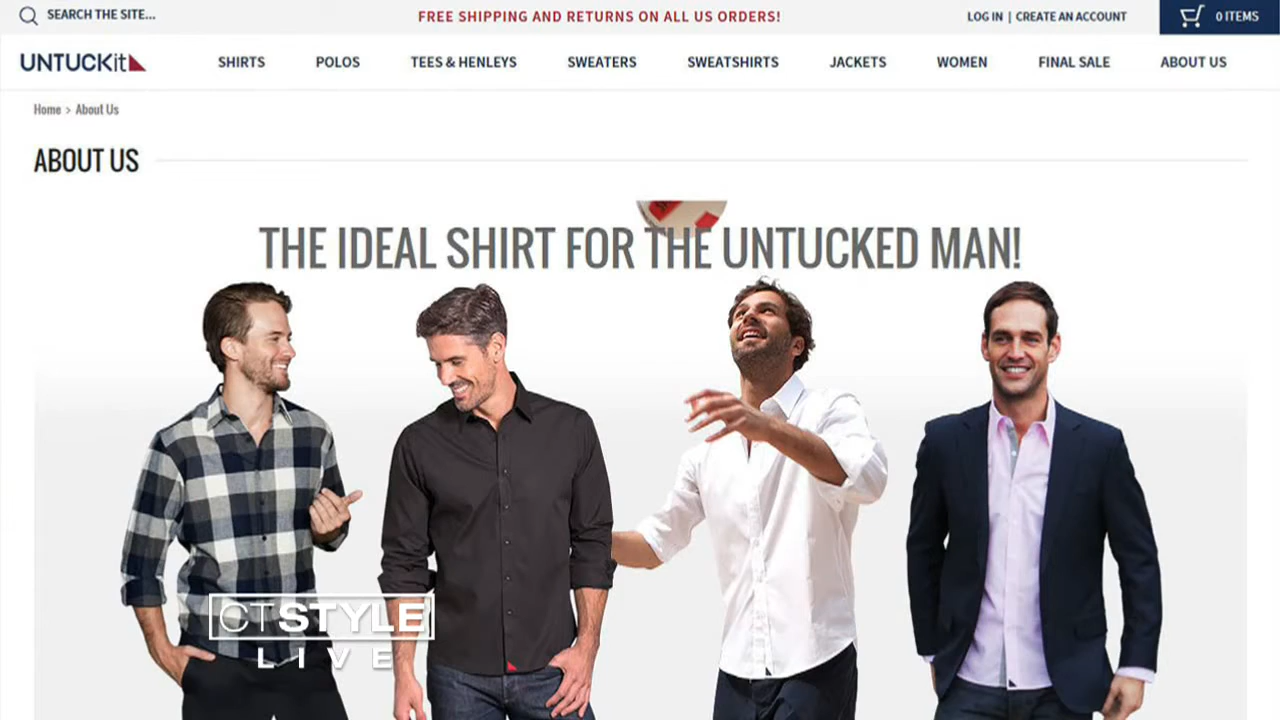 SEARCH THE SITE...
FREE SHIPPING AND RETURNS ON ALL US ORDERS!
LOG IN | CREATE AN ACCOUNT
0 ITEMS
UNTUCKit
SHIRTS POLOS TEES & HENLEYS SWEATERS SWEATSHIRTS JACKETS WOMEN FINAL SALE ABOUT US
Home > About Us
ABOUT US
THE IDEAL SHIRT FOR THE UNTUCKED MAN!
CT STYLE
LIVE